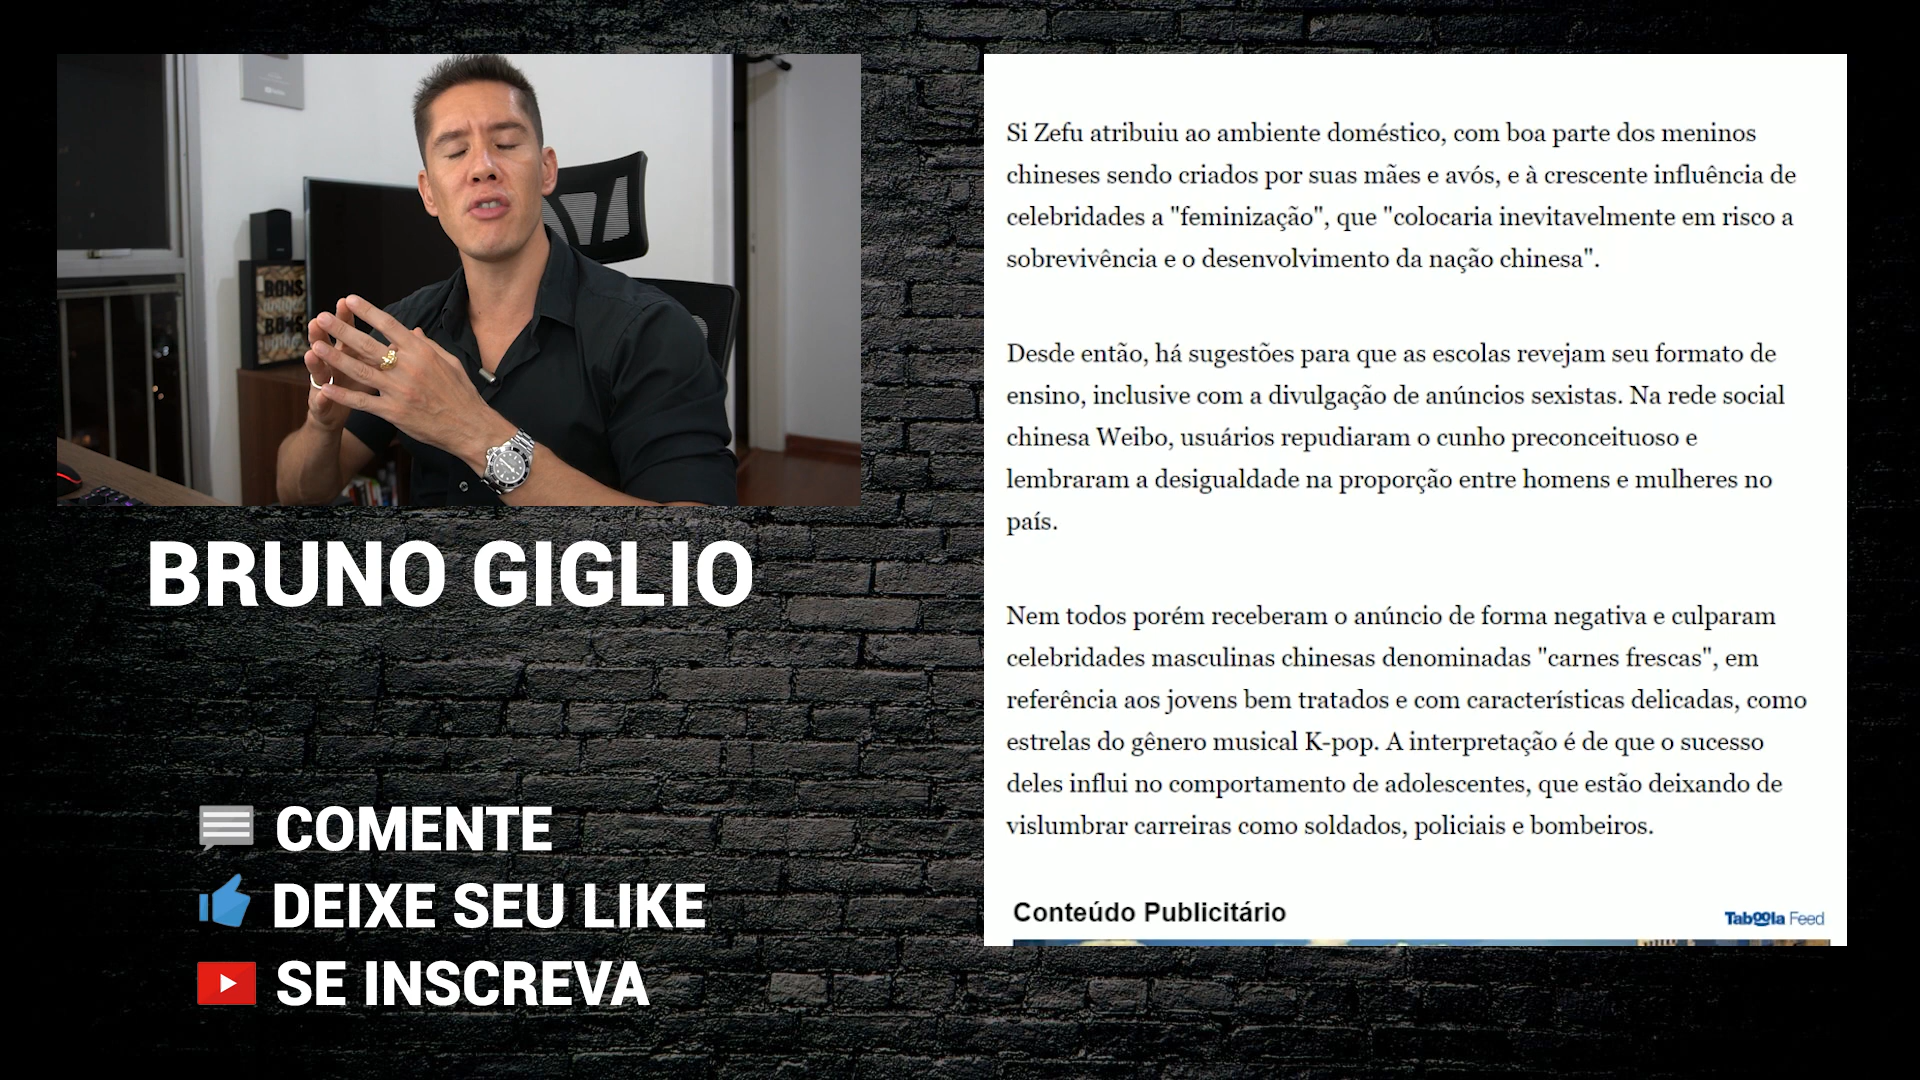 BRUNO GIGLIO
COMENTE
DEIXE SEU LIKE
SE INSCREVA
Si Zefu atribuiu ao ambiente doméstico, com boa parte dos meninos
chineses sendo criados por suas mães e avós, e à crescente influência de
celebridades a "feminização", que "colocaria inevitavelmente em risco a
sobrevivência e o desenvolvimento da nação chinesa".
Desde então, há sugestões para que as escolas revejam seu formato de
ensino, inclusive com a divulgação de anúncios sexistas. Na rede social
chinesa Weibo, usuários repudiaram o cunho preconceituoso e
lembraram a desigualdade na proporção entre homens e mulheres no
país.
Nem todos porém receberam o anúncio de forma negativa e culparam
celebridades masculinas chinesas denominadas "carnes frescas", em
referência aos jovens bem tratados e com características delicadas, como
estrelas do gênero musical K-pop. A interpretação é de que o sucesso
deles influi no comportamento de adolescentes, que estão deixando de
vislumbrar carreiras como soldados, policiais e bombeiros.
Conteúdo Publicitário
Taboola Feed